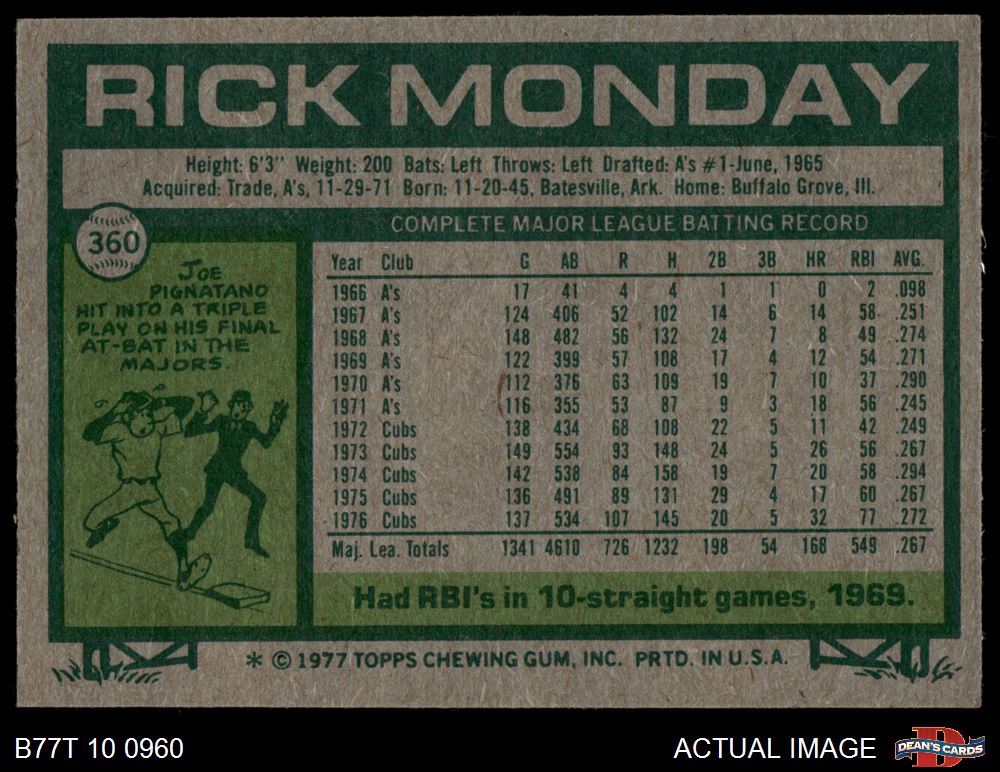 RICK MONDAY
Height: 6'3" Weight: 200 Bats: Left Throws: Left Drafted: A's #1-June, 1965
Acquired: Trade, A's, 11-29-71 Born: 11-20-45, Batesville, Ark. Home: Buffalo Grove, Ill.
360
JOE
PIGNATANO
HIT INTO A TRIPLE
PLAY ON HIS FINAL
AT-BAT IN THE
MAJORS.
COMPLETE MAJOR LEAGUE BATTING RECORD
Year Club G AB R H 2B 3B HR RBI AVG.
1966 A's 17 41 4 4 1 1 0 2 .098
1967 A's 124 406 52 102 14 6 14 58 .251
1968 A's 148 482 56 132 24 7 8 49 .274
1969 A's 122 399 57 108 17 4 12 54 .271
1970 A's 112 376 63 109 19 7 10 37 .290
1971 A's 116 355 53 87 9 3 18 56 .245
1972 Cubs 138 434 68 108 22 5 11 42 .249
1973 Cubs 149 554 93 148 24 5 26 56 .267
1974 Cubs 142 538 84 158 19 7 20 58 .294
1975 Cubs 136 491 89 131 29 4 17 60 .267
1976 Cubs 137 534 107 145 20 5 32 77 .272
Maj. Lea. Totals 1341 4610 726 1232 198 54 168 549 .267
Had RBI's in 10-straight games, 1969.
* © 1977 TOPPS CHEWING GUM, INC. PRTD. IN U.S.A.
B77T 10 0960
ACTUAL IMAGE
D
DEAN'S CARDS